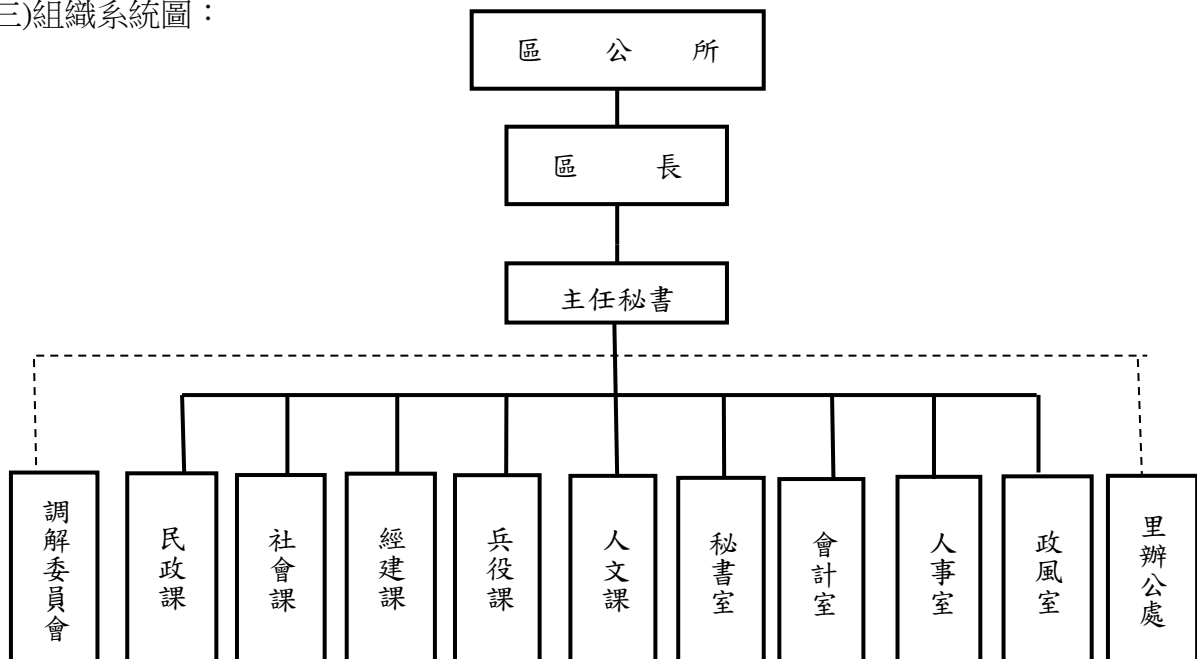 三)組織系統圖：
區 公 所
區 長
主任秘書
調解委員會
民政課
社會課
經建課
兵役課
人文課
秘書室
會計室
人事室
政風室
里辦公處